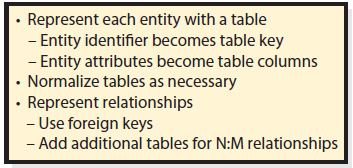 • Represent each entity with a table
– Entity identifier becomes table key
– Entity attributes become table columns
• Normalize tables as necessary
• Represent relationships
– Use foreign keys
– Add additional tables for N:M relationships